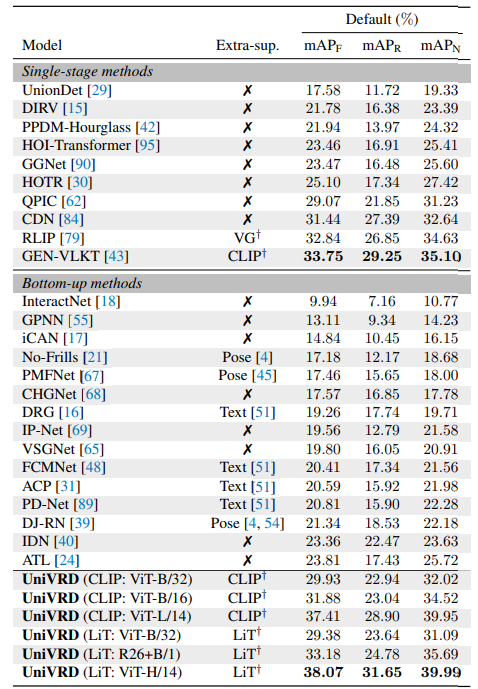 Default (%)
Model Extra-sup. mAPF mAPR mAPN
Single-stage methods
UnionDet [29] ✗ 17.58 11.72 19.33
DIRV [15] ✗ 21.78 16.38 23.39
PPDM-Hourglass [42] ✗ 21.94 13.97 24.32
HOI-Transformer [95] ✗ 23.46 16.91 25.41
GGNet [90] ✗ 23.47 16.48 25.60
HOTR [30] ✗ 25.10 17.34 27.42
QPIC [62] ✗ 29.07 21.85 31.23
CDN [84] ✗ 31.44 27.39 32.64
RLIP [79] VG† 32.84 26.85 34.63
GEN-VLKT [43] CLIP† 33.75 29.25 35.10
Bottom-up methods
InteractNet [18] ✗ 9.94 7.16 10.77
GPNN [55] ✗ 13.11 9.34 14.23
iCAN [17] ✗ 14.84 10.45 16.15
No-Frills [21] Pose [4] 17.18 12.17 18.68
PMFNet [67] Pose [45] 17.46 15.65 18.00
CHGNet [68] ✗ 17.57 16.85 17.78
DRG [16] Text [51] 19.26 17.74 19.71
IP-Net [69] ✗ 19.56 12.79 21.58
VSGNet [65] ✗ 19.80 16.05 20.91
FCMNet [48] Text [51] 20.41 17.34 21.56
ACP [31] Text [51] 20.59 15.92 21.98
PD-Net [89] Text [51] 20.81 15.90 22.28
DJ-RN [39] Pose [4, 54] 21.34 18.53 22.18
IDN [40] ✗ 23.36 22.47 23.63
ATL [24] ✗ 23.81 17.43 25.72
UniVRD (CLIP: ViT-B/32) CLIP† 29.93 22.94 32.02
UniVRD (CLIP: ViT-B/16) CLIP† 31.88 23.04 34.52
UniVRD (CLIP: ViT-L/14) CLIP† 37.41 28.90 39.95
UniVRD (LiT: ViT-B/32) LiT† 29.38 23.64 31.09
UniVRD (LiT: R26+B/1) LiT† 33.18 24.78 35.69
UniVRD (LiT: ViT-H/14) LiT† 38.07 31.65 39.99